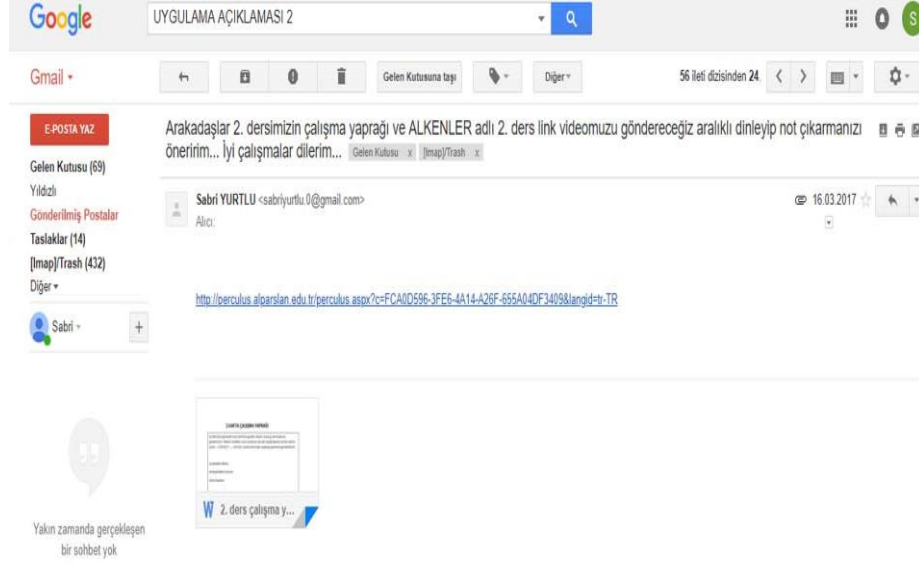 Google
UYGULAMA AÇIKLAMASI 2
S
Gmail
Gelen Kutusuna taşı
Diğer
56 ileti dizisinden 24
E-POSTA YAZ
Gelen Kutusu (69)
Yıldızlı
Gönderilmiş Postalar
Taslaklar (14)
[Imap]/Trash (432)
Diğer
Sabri
+
Yakın zamanda gerçekleşen
bir sohbet yok
Arakadaşlar 2. dersimizin çalışma yaprağı ve ALKENLER adlı 2. ders link videomuzu göndereceğiz aralıklı dinleyip not çıkarmanızı
öneririm... İyi çalışmalar dilerim... Gelen Kutusu x [Imap]/Trash x
Sabri YURTLU <sabriyurtlu.0@gmail.com>
16.03.2017
Alıcı:
http://perculus.alparslan.edu.tr/perculus.aspx?c=FCA0D596-3FE6-4A14-A26F-655A04DF3409&langid=tr-TR
W 2. ders çalışma y...